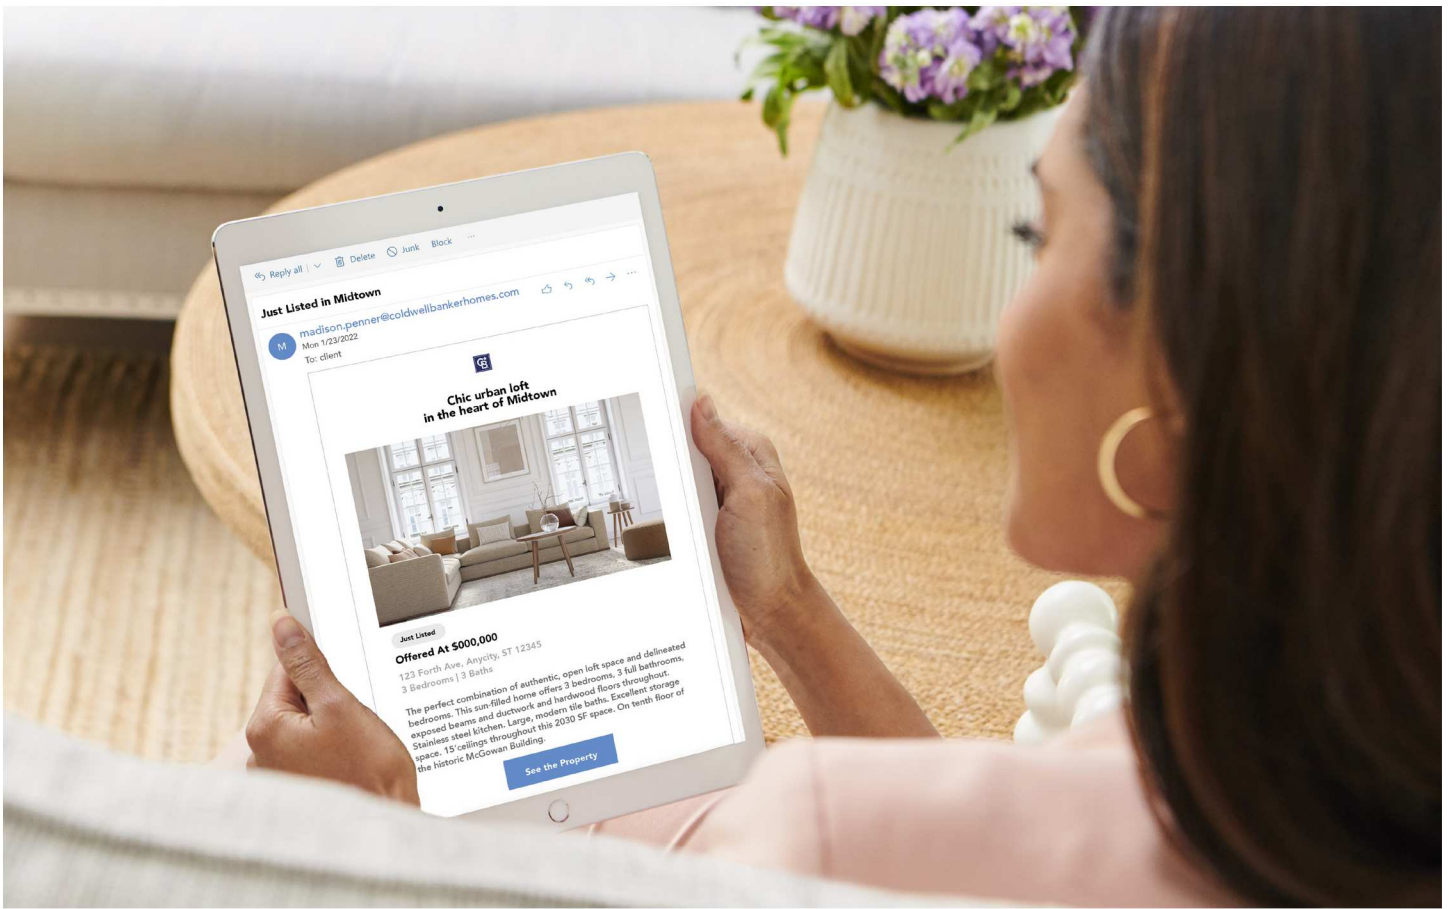 Reply all
Delete
Junk
Block
Just Listed in Midtown
M
madison.penner@coldwellbankerhomes.com
Mon 1/23/2022
To: client
CB
Chic urban loft
in the heart of Midtown
Just Listed
Offered At $000,000
123 Forth Ave, Anycity, ST 12345
3 Bedrooms | 3 Baths
The perfect combination of authentic, open loft space and delineated
bedrooms. This sun-filled home offers 3 bedrooms, 3 full bathrooms,
exposed beams and ductwork and hardwood floors throughout.
Stainless steel kitchen. Large, modern tile baths. Excellent storage
space. 15'ceilings throughout this 2030 SF space. On tenth floor of
the historic McGowan Building.
See the Property